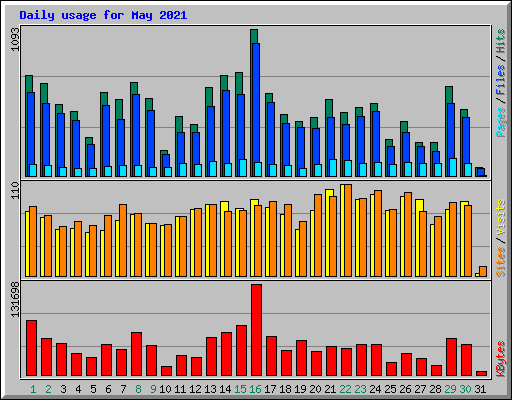 Daily usage for May 2021
1093
Pages / Files / Hits
110
Sites / Visits
131698
KBytes
1 2 3 4 5 6 7 8 9 10 11 12 13 14 15 16 17 18 19 20 21 22 23 24 25 26 27 28 29 30 31